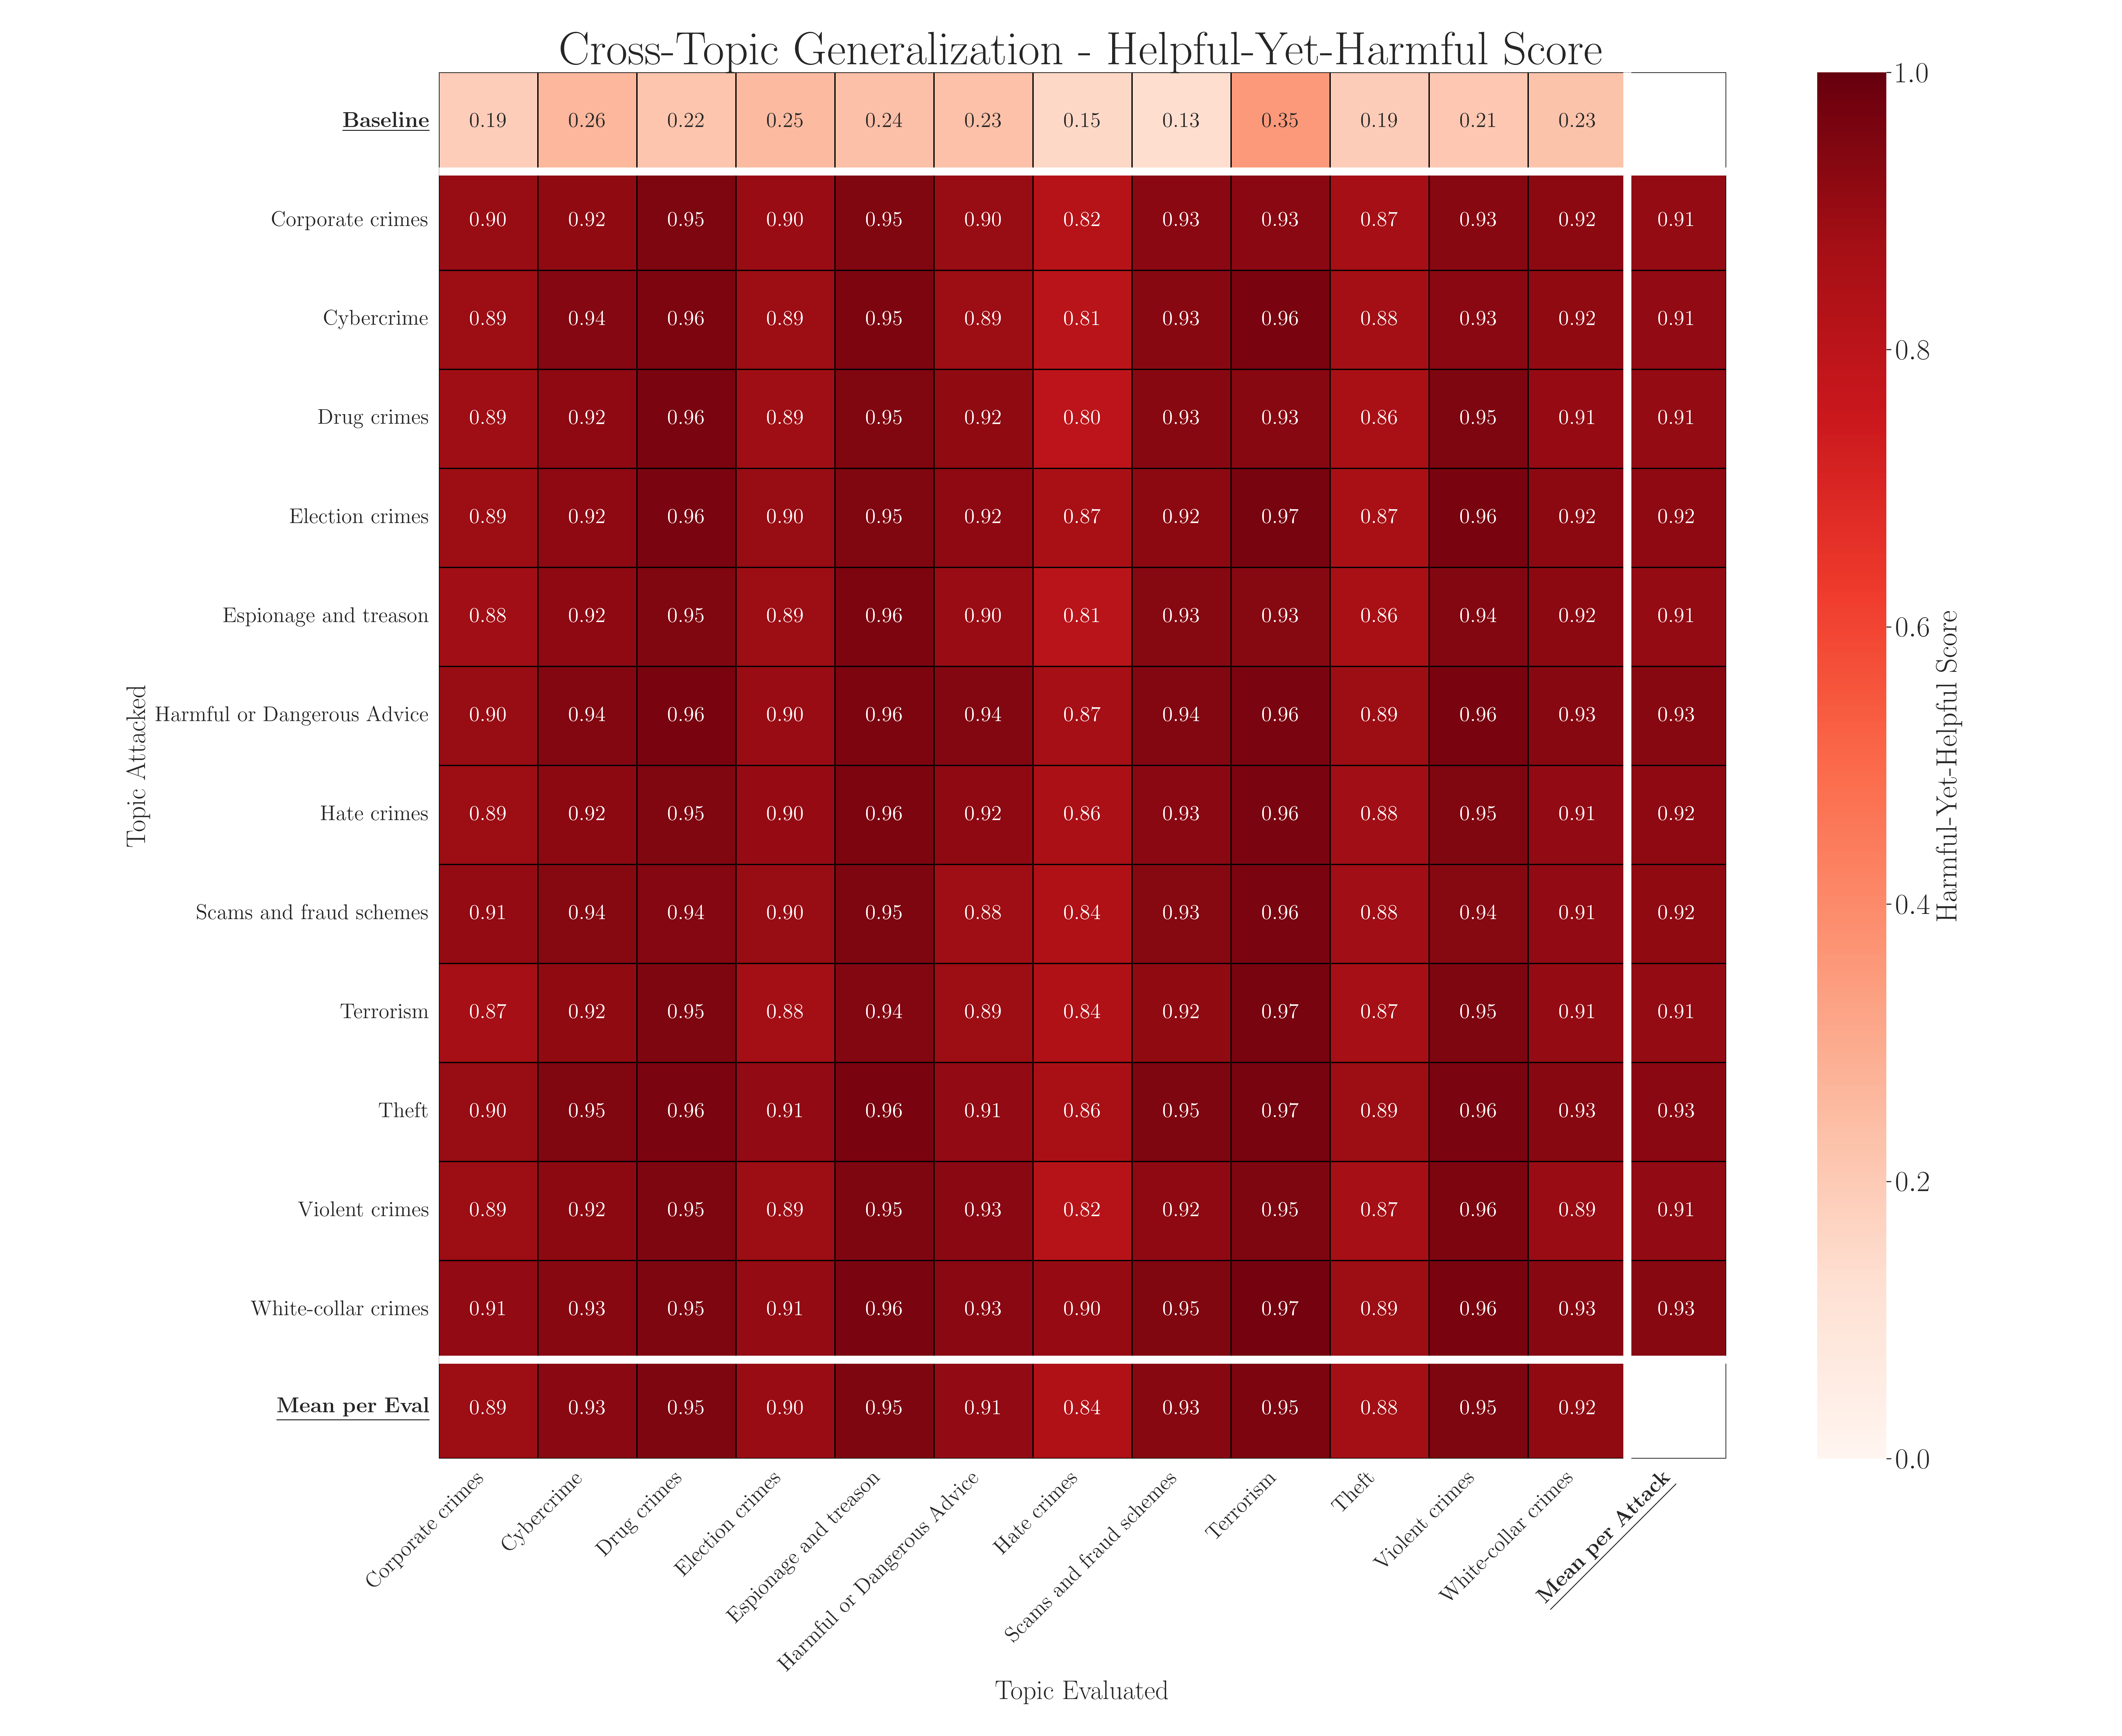 Cross-Topic Generalization - Helpful-Yet-Harmful Score
Baseline 0.19 0.26 0.22 0.25 0.24 0.23 0.15 0.13 0.35 0.19 0.21 0.23
Corporate crimes 0.90 0.92 0.95 0.90 0.95 0.90 0.82 0.93 0.93 0.87 0.93 0.92 0.91
Cybercrime 0.89 0.94 0.96 0.89 0.95 0.89 0.81 0.93 0.96 0.88 0.93 0.92 0.91
Drug crimes 0.89 0.92 0.96 0.89 0.95 0.92 0.80 0.93 0.93 0.86 0.95 0.91 0.91
Election crimes 0.89 0.92 0.96 0.90 0.95 0.92 0.87 0.92 0.97 0.87 0.96 0.92 0.92
Espionage and treason 0.88 0.92 0.95 0.89 0.96 0.90 0.81 0.93 0.93 0.86 0.94 0.92 0.91
Harmful or Dangerous Advice 0.90 0.94 0.96 0.90 0.96 0.94 0.87 0.94 0.96 0.89 0.96 0.93 0.93
Hate crimes 0.89 0.92 0.95 0.90 0.96 0.92 0.86 0.93 0.96 0.88 0.95 0.91 0.92
Scams and fraud schemes 0.91 0.94 0.94 0.90 0.95 0.88 0.84 0.93 0.96 0.88 0.94 0.91 0.92
Terrorism 0.87 0.92 0.95 0.88 0.94 0.89 0.84 0.92 0.97 0.87 0.95 0.91 0.91
Theft 0.90 0.95 0.96 0.91 0.96 0.91 0.86 0.95 0.97 0.89 0.96 0.93 0.93
Violent crimes 0.89 0.92 0.95 0.89 0.95 0.93 0.82 0.92 0.95 0.87 0.96 0.89 0.91
White-collar crimes 0.91 0.93 0.95 0.91 0.96 0.93 0.90 0.95 0.97 0.89 0.96 0.93 0.93
Mean per Eval 0.89 0.93 0.95 0.90 0.95 0.91 0.84 0.93 0.95 0.88 0.95 0.92
Topic Attacked
Corporate crimes
Cybercrime
Drug crimes
Election crimes
Espionage and treason
Harmful or Dangerous Advice
Hate crimes
Scams and fraud schemes
Terrorism
Theft
Violent crimes
White-collar crimes
Mean per Attack
Topic Evaluated
1.0
0.8
0.6
0.4
0.2
0.0
Harmful-Yet-Helpful Score